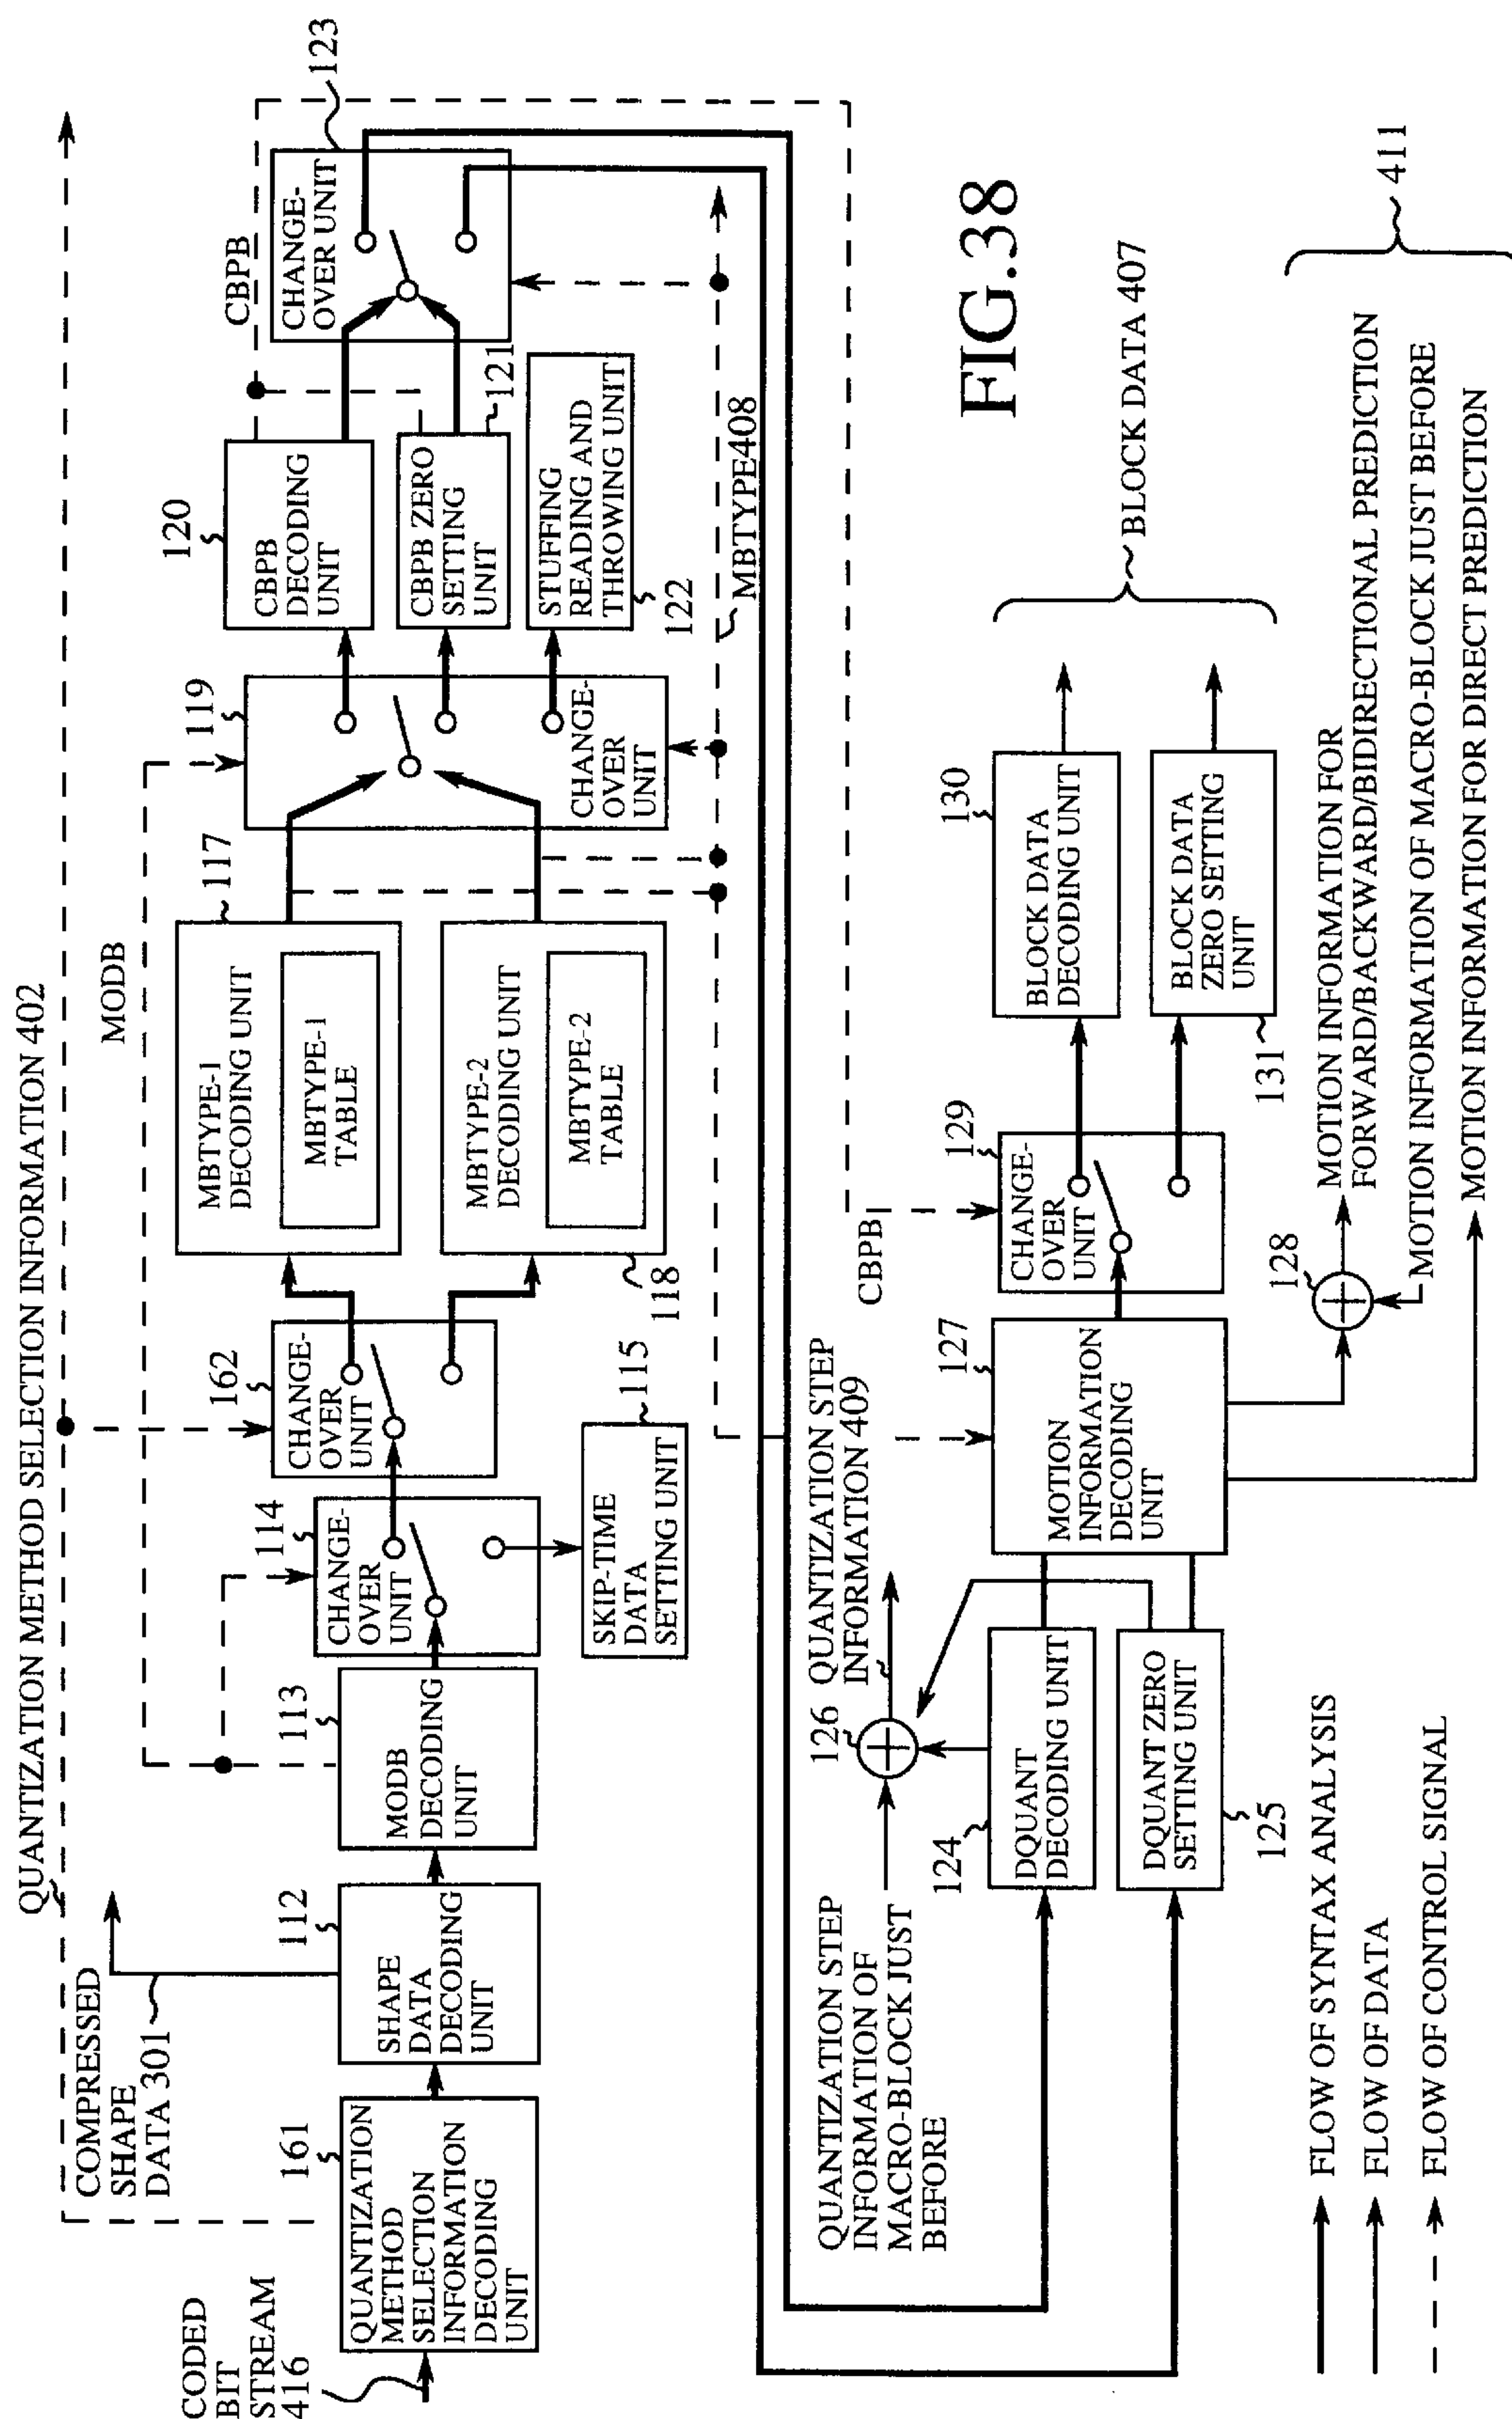 QUANTIZATION METHOD SELECTION INFORMATION 402
COMPRESSED
SHAPE
DATA 301
CODED
BIT
STREAM
416
161
QUANTIZATION
METHOD
SELECTION
INFORMATION
DECODING
UNIT
112
SHAPE
DATA
DECODING
UNIT
113
MODB
DECODING
UNIT
MODB
114
CHANGE-
OVER
UNIT
SKIP-TIME
DATA
SETTING UNIT
115
162
CHANGE-
OVER
UNIT
117
MBTYPE-1
DECODING UNIT
MBTYPE-1
TABLE
MBTYPE-2
DECODING UNIT
MBTYPE-2
TABLE
118
119
CHANGE-
OVER
UNIT
120
CBPB
DECODING
UNIT
CBPB ZERO
SETTING
UNIT
121
STUFFING
READING AND
THROWING UNIT
122
CBPB
CHANGE-
OVER UNIT
123
MBTYPE408
QUANTIZATION STEP
INFORMATION OF
MACRO-BLOCK JUST
BEFORE
126
QUANTIZATION STEP
INFORMATION 409
124
DQUANT
DECODING UNIT
DQUANT ZERO
SETTING UNIT
125
127
MOTION
INFORMATION
DECODING
UNIT
CBPB
129
CHANGE-
OVER
UNIT
130
BLOCK DATA
DECODING UNIT
BLOCK DATA
ZERO SETTING
UNIT
131
BLOCK DATA 407
128
MOTION INFORMATION FOR
FORWARD/BACKWARD/BIDIRECTIONAL PREDICTION
MOTION INFORMATION OF MACRO-BLOCK JUST BEFORE
MOTION INFORMATION FOR DIRECT PREDICTION
411
FLOW OF SYNTAX ANALYSIS
FLOW OF DATA
FLOW OF CONTROL SIGNAL
FIG.38